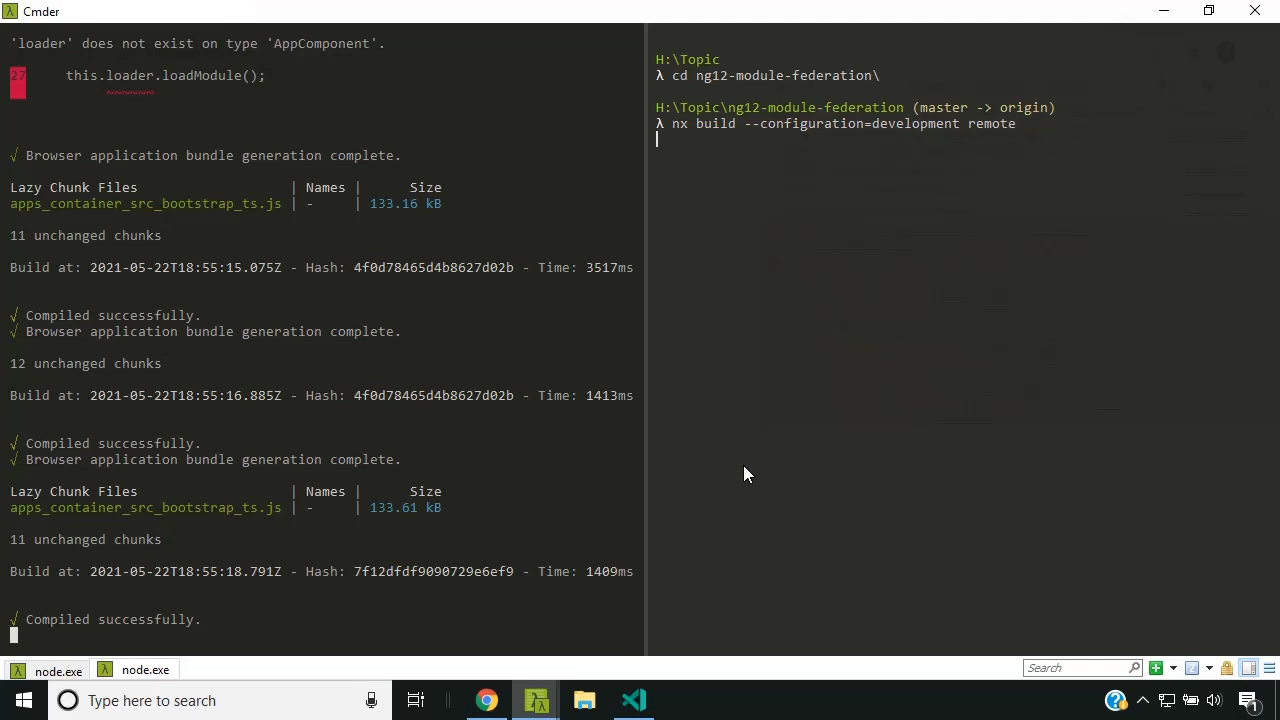 Cmder
'loader' does not exist on type 'AppComponent'.
27     this.loader.loadModule();
√ Browser application bundle generation complete.
Lazy Chunk Files | Names | Size
apps_container_src_bootstrap_ts.js | - | 133.16 kB
11 unchanged chunks
Build at: 2021-05-22T18:55:15.075Z - Hash: 4f0d78465d4b8627d02b - Time: 3517ms
√ Compiled successfully.
√ Browser application bundle generation complete.
12 unchanged chunks
Build at: 2021-05-22T18:55:16.885Z - Hash: 4f0d78465d4b8627d02b - Time: 1413ms
√ Compiled successfully.
√ Browser application bundle generation complete.
Lazy Chunk Files | Names | Size
apps_container_src_bootstrap_ts.js | - | 133.61 kB
11 unchanged chunks
Build at: 2021-05-22T18:55:18.791Z - Hash: 7f12dfdf9090729e6ef9 - Time: 1409ms
√ Compiled successfully.
H:\Topic
λ cd ng12-module-federation\
H:\Topic\ng12-module-federation (master -> origin)
λ nx build --configuration=development remote
node.exe
node.exe
Search
Type here to search
1